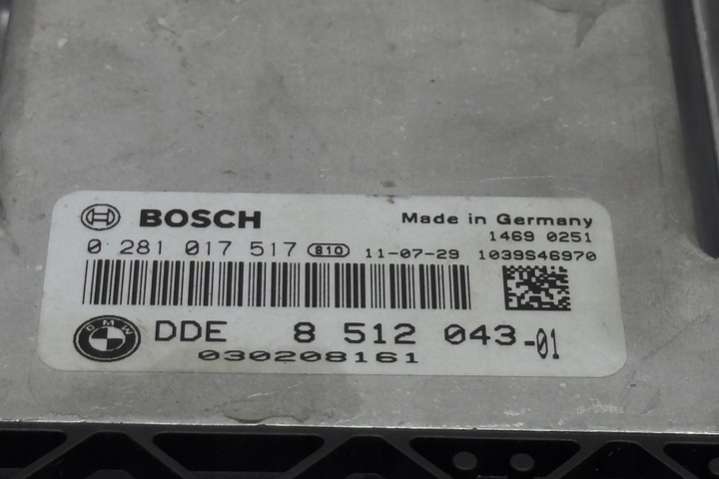 BOSCH Made in Germany
1469 0251
0 281 017 517 810 11-07-29 1039S46970
BMW DDE 8 512 043-01
030208161